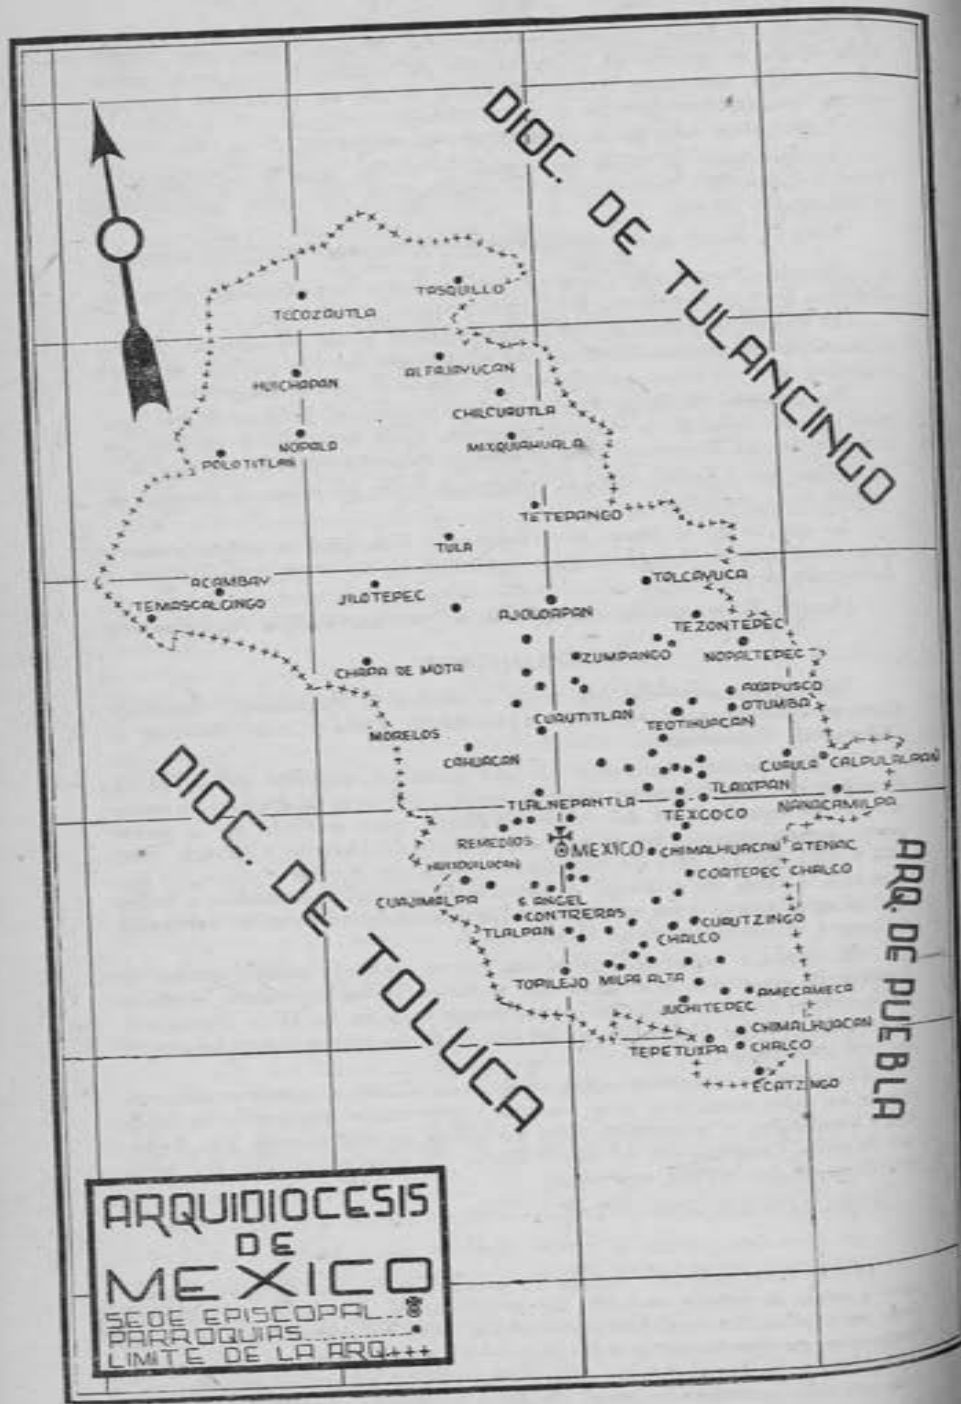 DIOC. DE TULANCINGO
TASQUILLO
TECOZAUTLA
ALFAJAYUCAN
HUICHAPAN
CHILCUAUTLA
NOPALA
MIXQUIAHUALA
POLOTITLAN
TETEPANGO
TULA
TOLCAYUCA
ACAMBAY
JILOTEPEC
TEMASCALCINGO
AJOLOAPAN
TEZONTEPEC
ZUMPANGO
NOPALTEPEC
CHAPA DE MOTA
AXAPUSCO
OTUMBA
CUAUTITLAN
TEOTIHUACAN
MORELOS
CAHUACAN
CUAULA
CALPULALPAN
TLAIXPAN
TLALNEPANTLA
TEXCOCO
NANACAMILPA
REMEDIOS
MEXICO
CHIMALHUACAN ATENAC
HUIXQUILUCAN
COATEPEC CHALCO
CUAJIMALPA
S. ANGEL
CONTRERAS
CUAUTZINGO
TLALPAN
CHALCO
TOPILEJO
MILPA ALTA
AMECAMECA
JUCHITEPEC
CHIMALHUACAN
TEPETLIXPA
CHALCO
ECATZINGO
DIOC. DE TOLUCA
ARQ. DE PUEBLA
ARQUIDIOCESIS
DE
MEXICO
SEDE EPISCOPAL..
PARROQUIAS............
LIMITE DE LA ARQ.+++